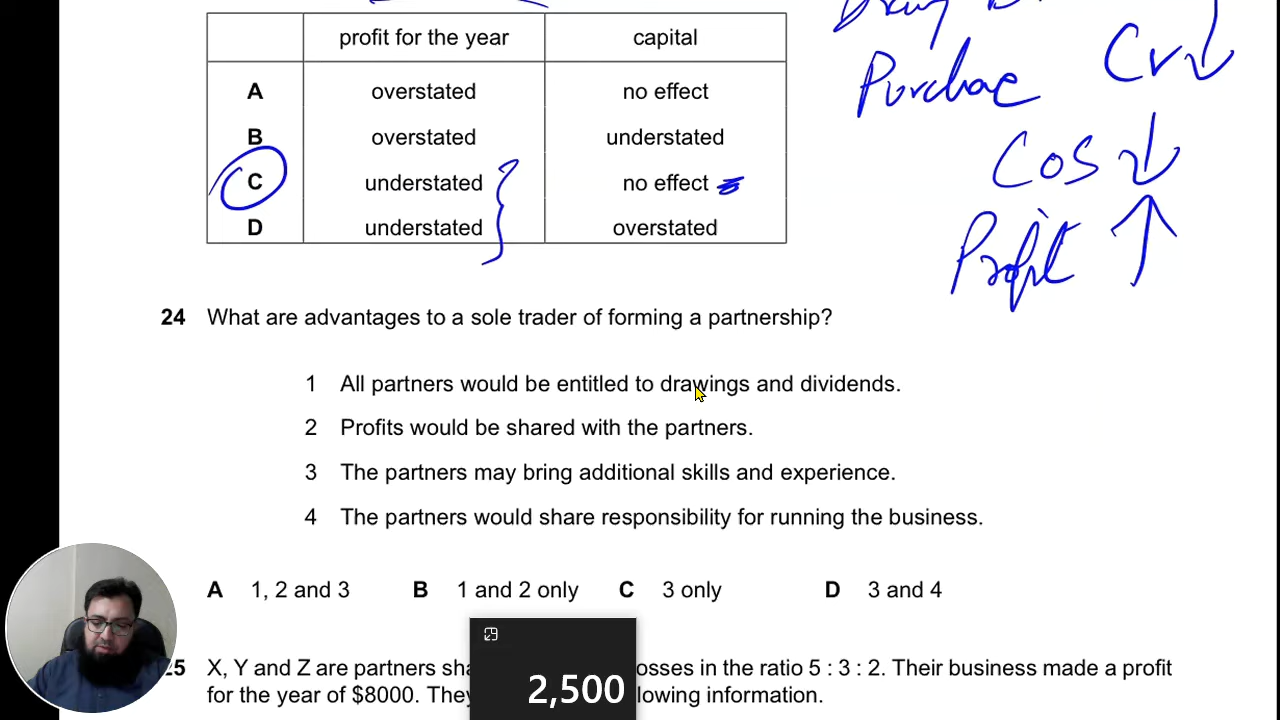 profit for the year capital
A overstated no effect
B overstated understated
C understated no effect
D understated overstated
Purchase Cr
COS
Profit
24 What are advantages to a sole trader of forming a partnership?
1 All partners would be entitled to drawings and dividends.
2 Profits would be shared with the partners.
3 The partners may bring additional skills and experience.
4 The partners would share responsibility for running the business.
A 1, 2 and 3 B 1 and 2 only C 3 only D 3 and 4
2,500
25 X, Y and Z are partners osses in the ratio 5 : 3 : 2. Their business made a profit
for the year of $8000. They lowing information.